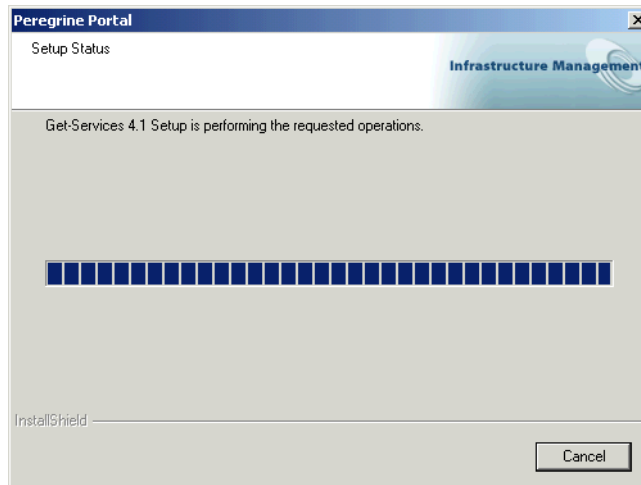 Peregrine Portal
Setup Status
Infrastructure Management
Get-Services 4.1 Setup is performing the requested operations.
InstallShield
Cancel